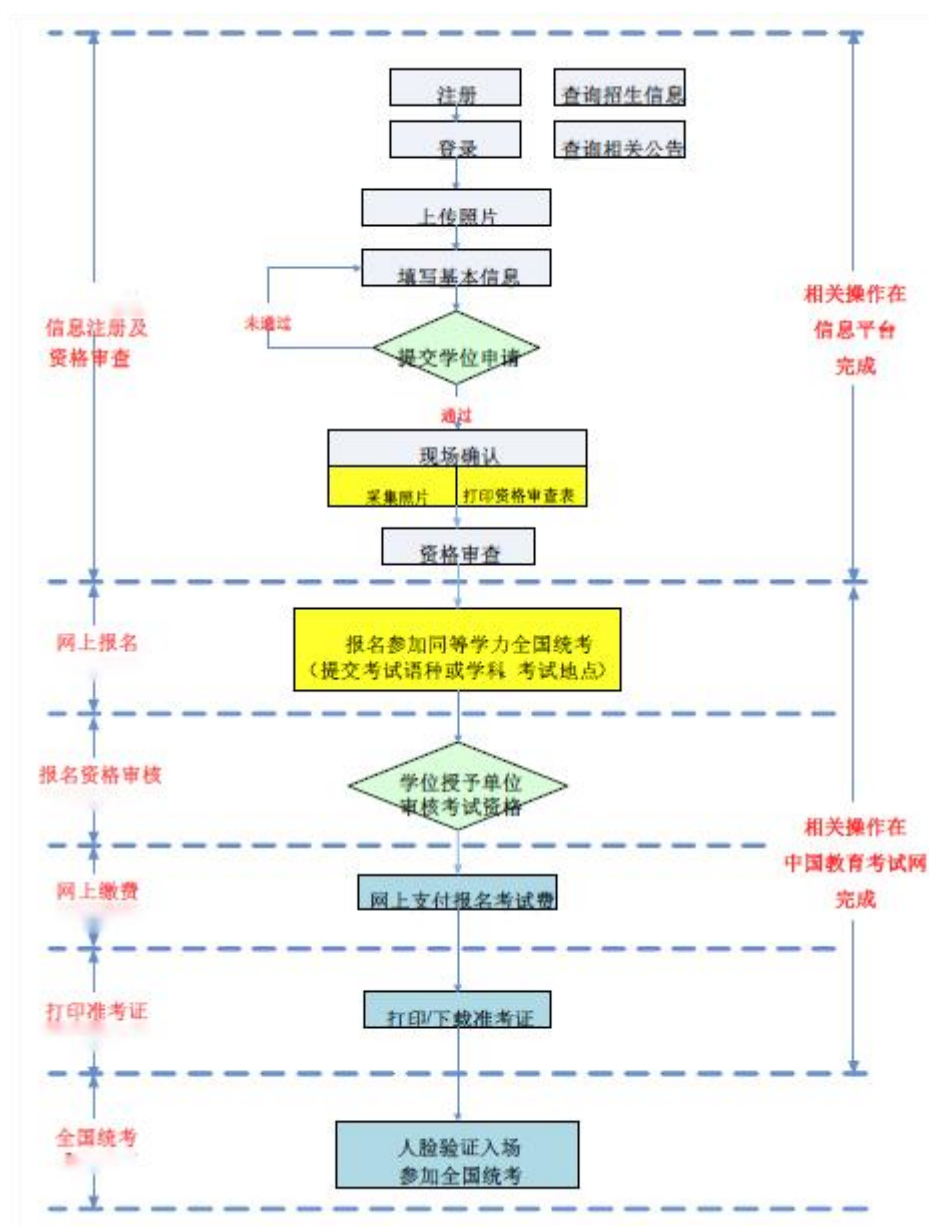 注册
查询招生信息
登录
查询相关公告
上传照片
填写基本信息
未通过
提交学位申请
通过
信息注册及
资格审查
相关操作在
信息平台
完成
现场确认
采集照片
打印资格审查表
资格审查
网上报名
报名参加同等学力全国统考
（提交考试语种或学科 考试地点）
报名资格审核
学位授予单位
审核考试资格
相关操作在
中国教育考试网
完成
网上缴费
网上支付报名考试费
打印准考证
打印/下载准考证
全国统考
人脸验证入场
参加全国统考